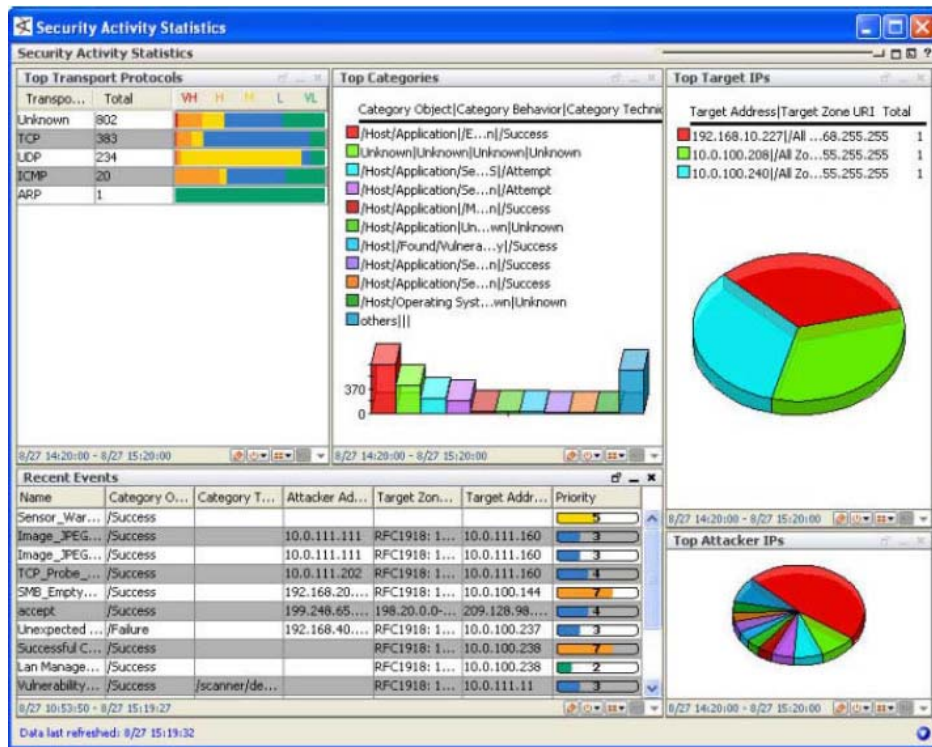 Security Activity Statistics
Security Activity Statistics
Top Transport Protocols
Transpo... Total VH H M L VL
Unknown 802
TCP 383
UDP 234
ICMP 20
ARP 1
8/27 14:20:00 - 8/27 15:20:00
Top Categories
Category Object|Category Behavior|Category Techniq
/Host/Application|/E...n|/Success
Unknown|Unknown|Unknown|Unknown
/Host/Application/Se...S|/Attempt
/Host/Application/Se...n|/Attempt
/Host/Application|/M...n|/Success
/Host/Application|Un...wn|Unknown
/Host|/Found/Vulnera...y|/Success
/Host/Application/Se...n|/Success
/Host/Application/Se...n|/Success
/Host/Operating Syst...wn|Unknown
others|||
370
0
8/27 14:20:00 - 8/27 15:20:00
Top Target IPs
Target Address|Target Zone URI Total
192.168.10.227|/All ...68.255.255 1
10.0.100.208|/All Zo...55.255.255 1
10.0.100.240|/All Zo...55.255.255 1
8/27 14:20:00 - 8/27 15:20:00
Recent Events
Name Category O... Category T... Attacker Ad... Target Zon... Target Addr... Priority
Sensor_War... /Success 5
Image_JPEG... /Success 10.0.111.111 RFC1918: 1... 10.0.111.160 3
Image_JPEG... /Success 10.0.111.111 RFC1918: 1... 10.0.111.160 3
TCP_Probe_... /Success 10.0.111.202 RFC1918: 1... 10.0.111.160 4
SMB_Empty... /Success 192.168.20.... RFC1918: 1... 10.0.100.144 7
accept /Success 199.248.65.... 198.20.0.0-... 209.128.98.... 4
Unexpected ... /Failure 192.168.40.... RFC1918: 1... 10.0.100.237 3
Successful C... /Success RFC1918: 1... 10.0.100.238 7
Lan Manage... /Success RFC1918: 1... 10.0.100.238 2
Vulnerability... /Success /scanner/de... RFC1918: 1... 10.0.111.11 3
8/27 10:53:50 - 8/27 15:19:27
Top Attacker IPs
8/27 14:20:00 - 8/27 15:20:00
Data last refreshed: 8/27 15:19:32